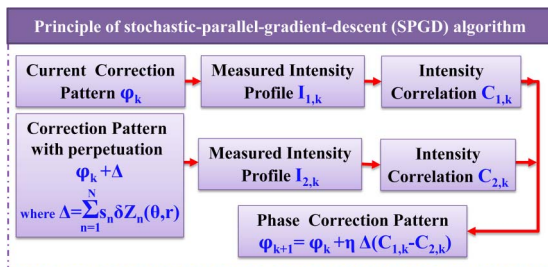 Principle of stochastic-parallel-gradient-descent (SPGD) algorithm
Current Correction
Pattern φk
Measured Intensity
Profile I1,k
Intensity
Correlation C1,k
Correction Pattern
with perpetuation
φk +Δ
where Δ=∑snδZn(θ,r)
N
n=1
Measured Intensity
Profile I2,k
Intensity
Correlation C2,k
Phase Correction Pattern
φk+1= φk +η Δ(C1,k-C2,k)